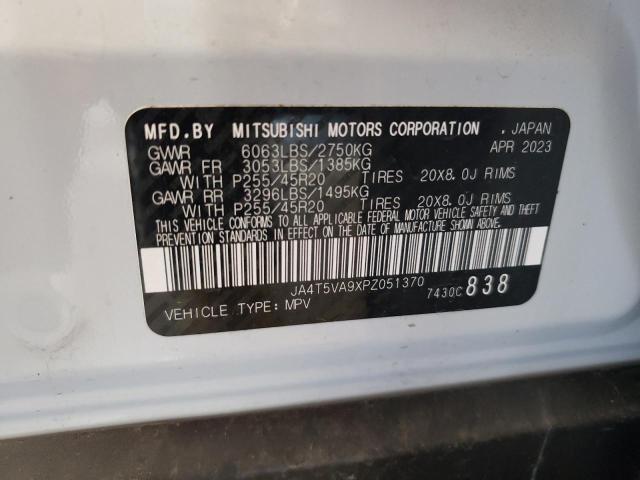 MFD.BY MITSUBISHI MOTORS CORPORATION . JAPAN
GVWR 6063LBS/2750KG APR 2023
GAWR FR 3053LBS/1385KG
WITH P255/45R20 TIRES 20X8.0J RIMS
GAWR RR 3296LBS/1495KG
WITH P255/45R20 TIRES 20X8.0J RIMS
THIS VEHICLE CONFORMS TO ALL APPLICABLE FEDERAL MOTOR VEHICLE SAFETY AND THEFT
PREVENTION STANDARDS IN EFFECT ON THE DATE OF MANUFACTURE SHOWN ABOVE.
JA4T5VA9XPZ051370
7430C 838
VEHICLE TYPE: MPV